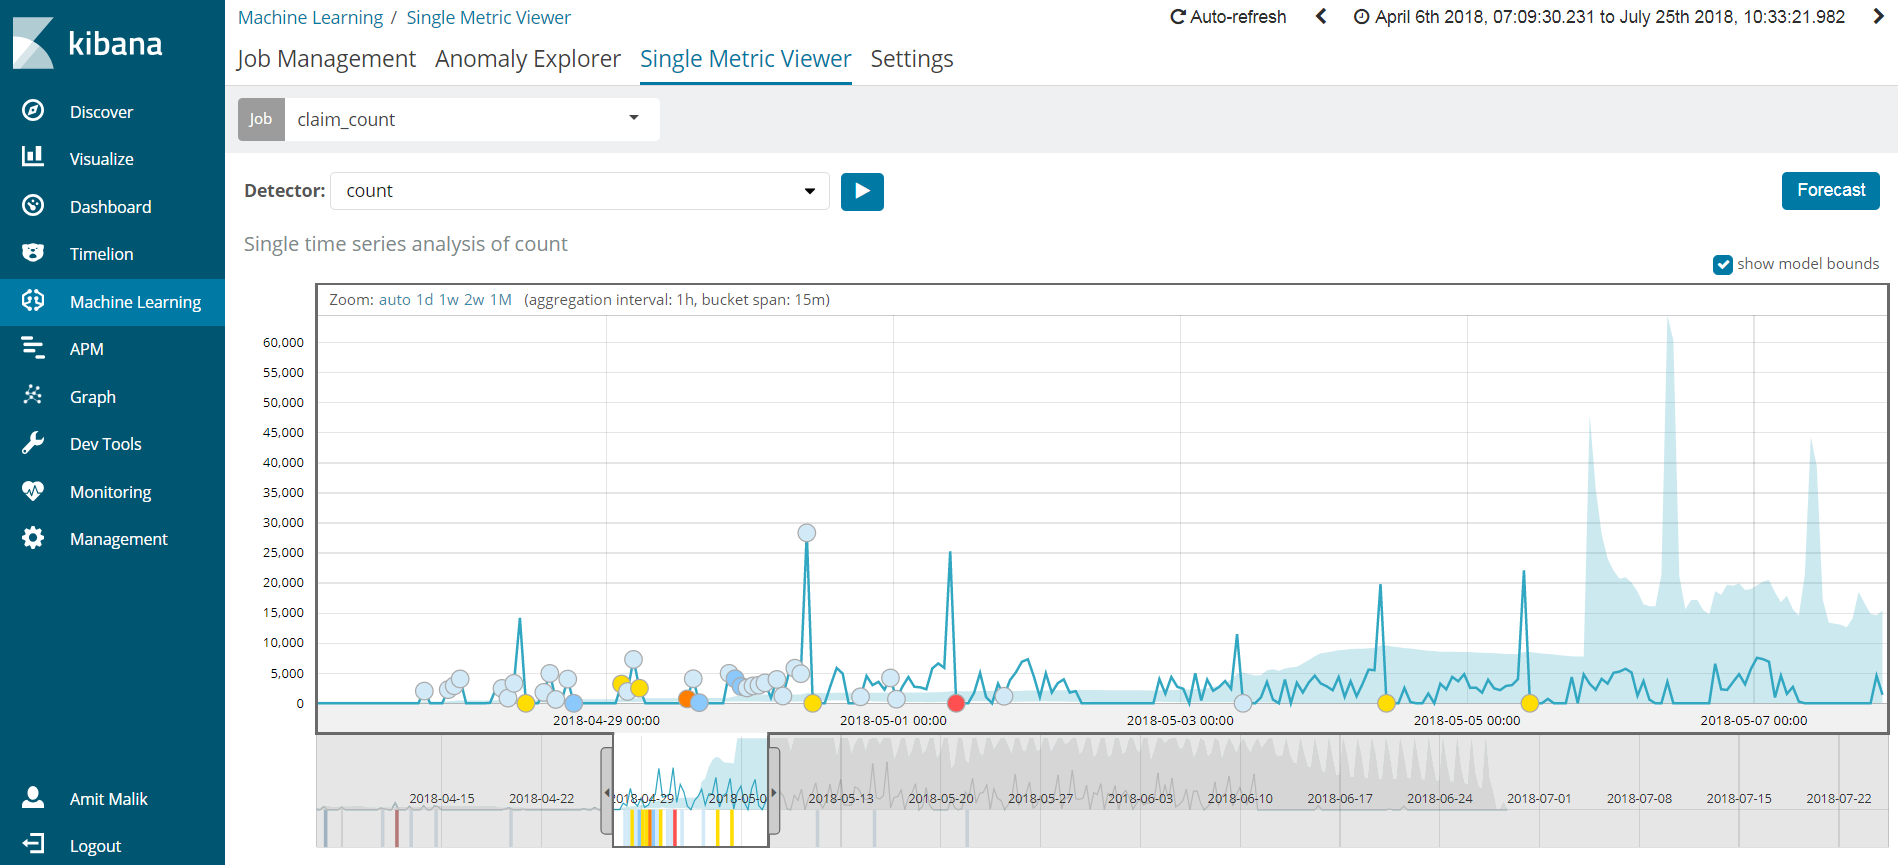 kibana
Discover
Visualize
Dashboard
Timelion
Machine Learning
APM
Graph
Dev Tools
Monitoring
Management
Amit Malik
Logout
Machine Learning / Single Metric Viewer
Auto-refresh April 6th 2018, 07:09:30.231 to July 25th 2018, 10:33:21.982
Job Management Anomaly Explorer Single Metric Viewer Settings
Job claim_count
Detector: count Forecast
Single time series analysis of count
show model bounds
Zoom: auto 1d 1w 2w 1M (aggregation interval: 1h, bucket span: 15m)
60,000
55,000
50,000
45,000
40,000
35,000
30,000
25,000
20,000
15,000
10,000
5,000
0
2018-04-29 00:00 2018-05-01 00:00 2018-05-03 00:00 2018-05-05 00:00 2018-05-07 00:00
2018-04-15 2018-04-22 2018-04-29 2018-05-0 2018-05-13 2018-05-20 2018-05-27 2018-06-03 2018-06-10 2018-06-17 2018-06-24 2018-07-01 2018-07-08 2018-07-15 2018-07-22